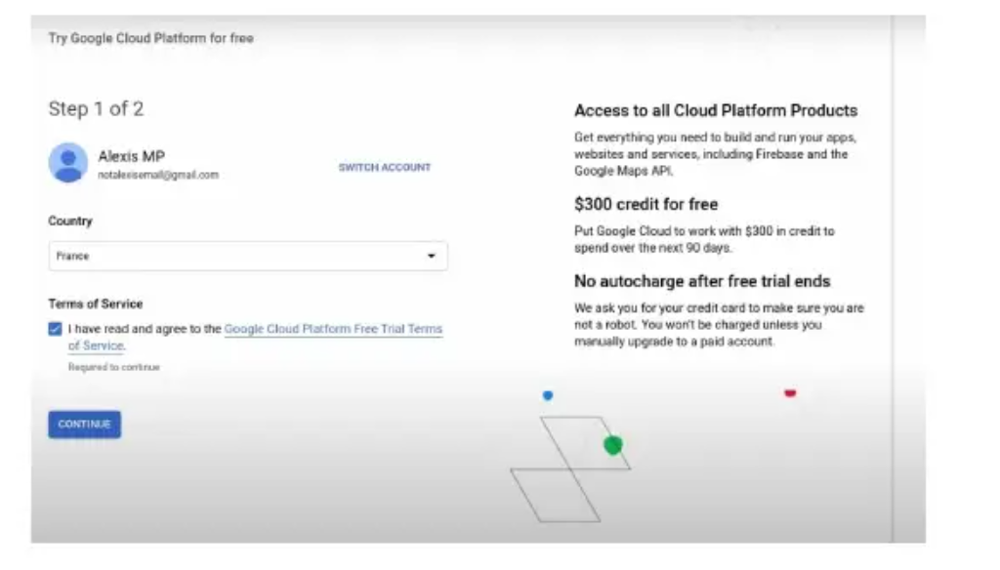 Try Google Cloud Platform for free
Step 1 of 2
Alexis MP
notalexisemail@gmail.com
SWITCH ACCOUNT
Country
France
Terms of Service
I have read and agree to the Google Cloud Platform Free Trial Terms
of Service.
Required to continue
CONTINUE
Access to all Cloud Platform Products
Get everything you need to build and run your apps,
websites and services, including Firebase and the
Google Maps API.
$300 credit for free
Put Google Cloud to work with $300 in credit to
spend over the next 90 days.
No autocharge after free trial ends
We ask you for your credit card to make sure you are
not a robot. You won't be charged unless you
manually upgrade to a paid account.